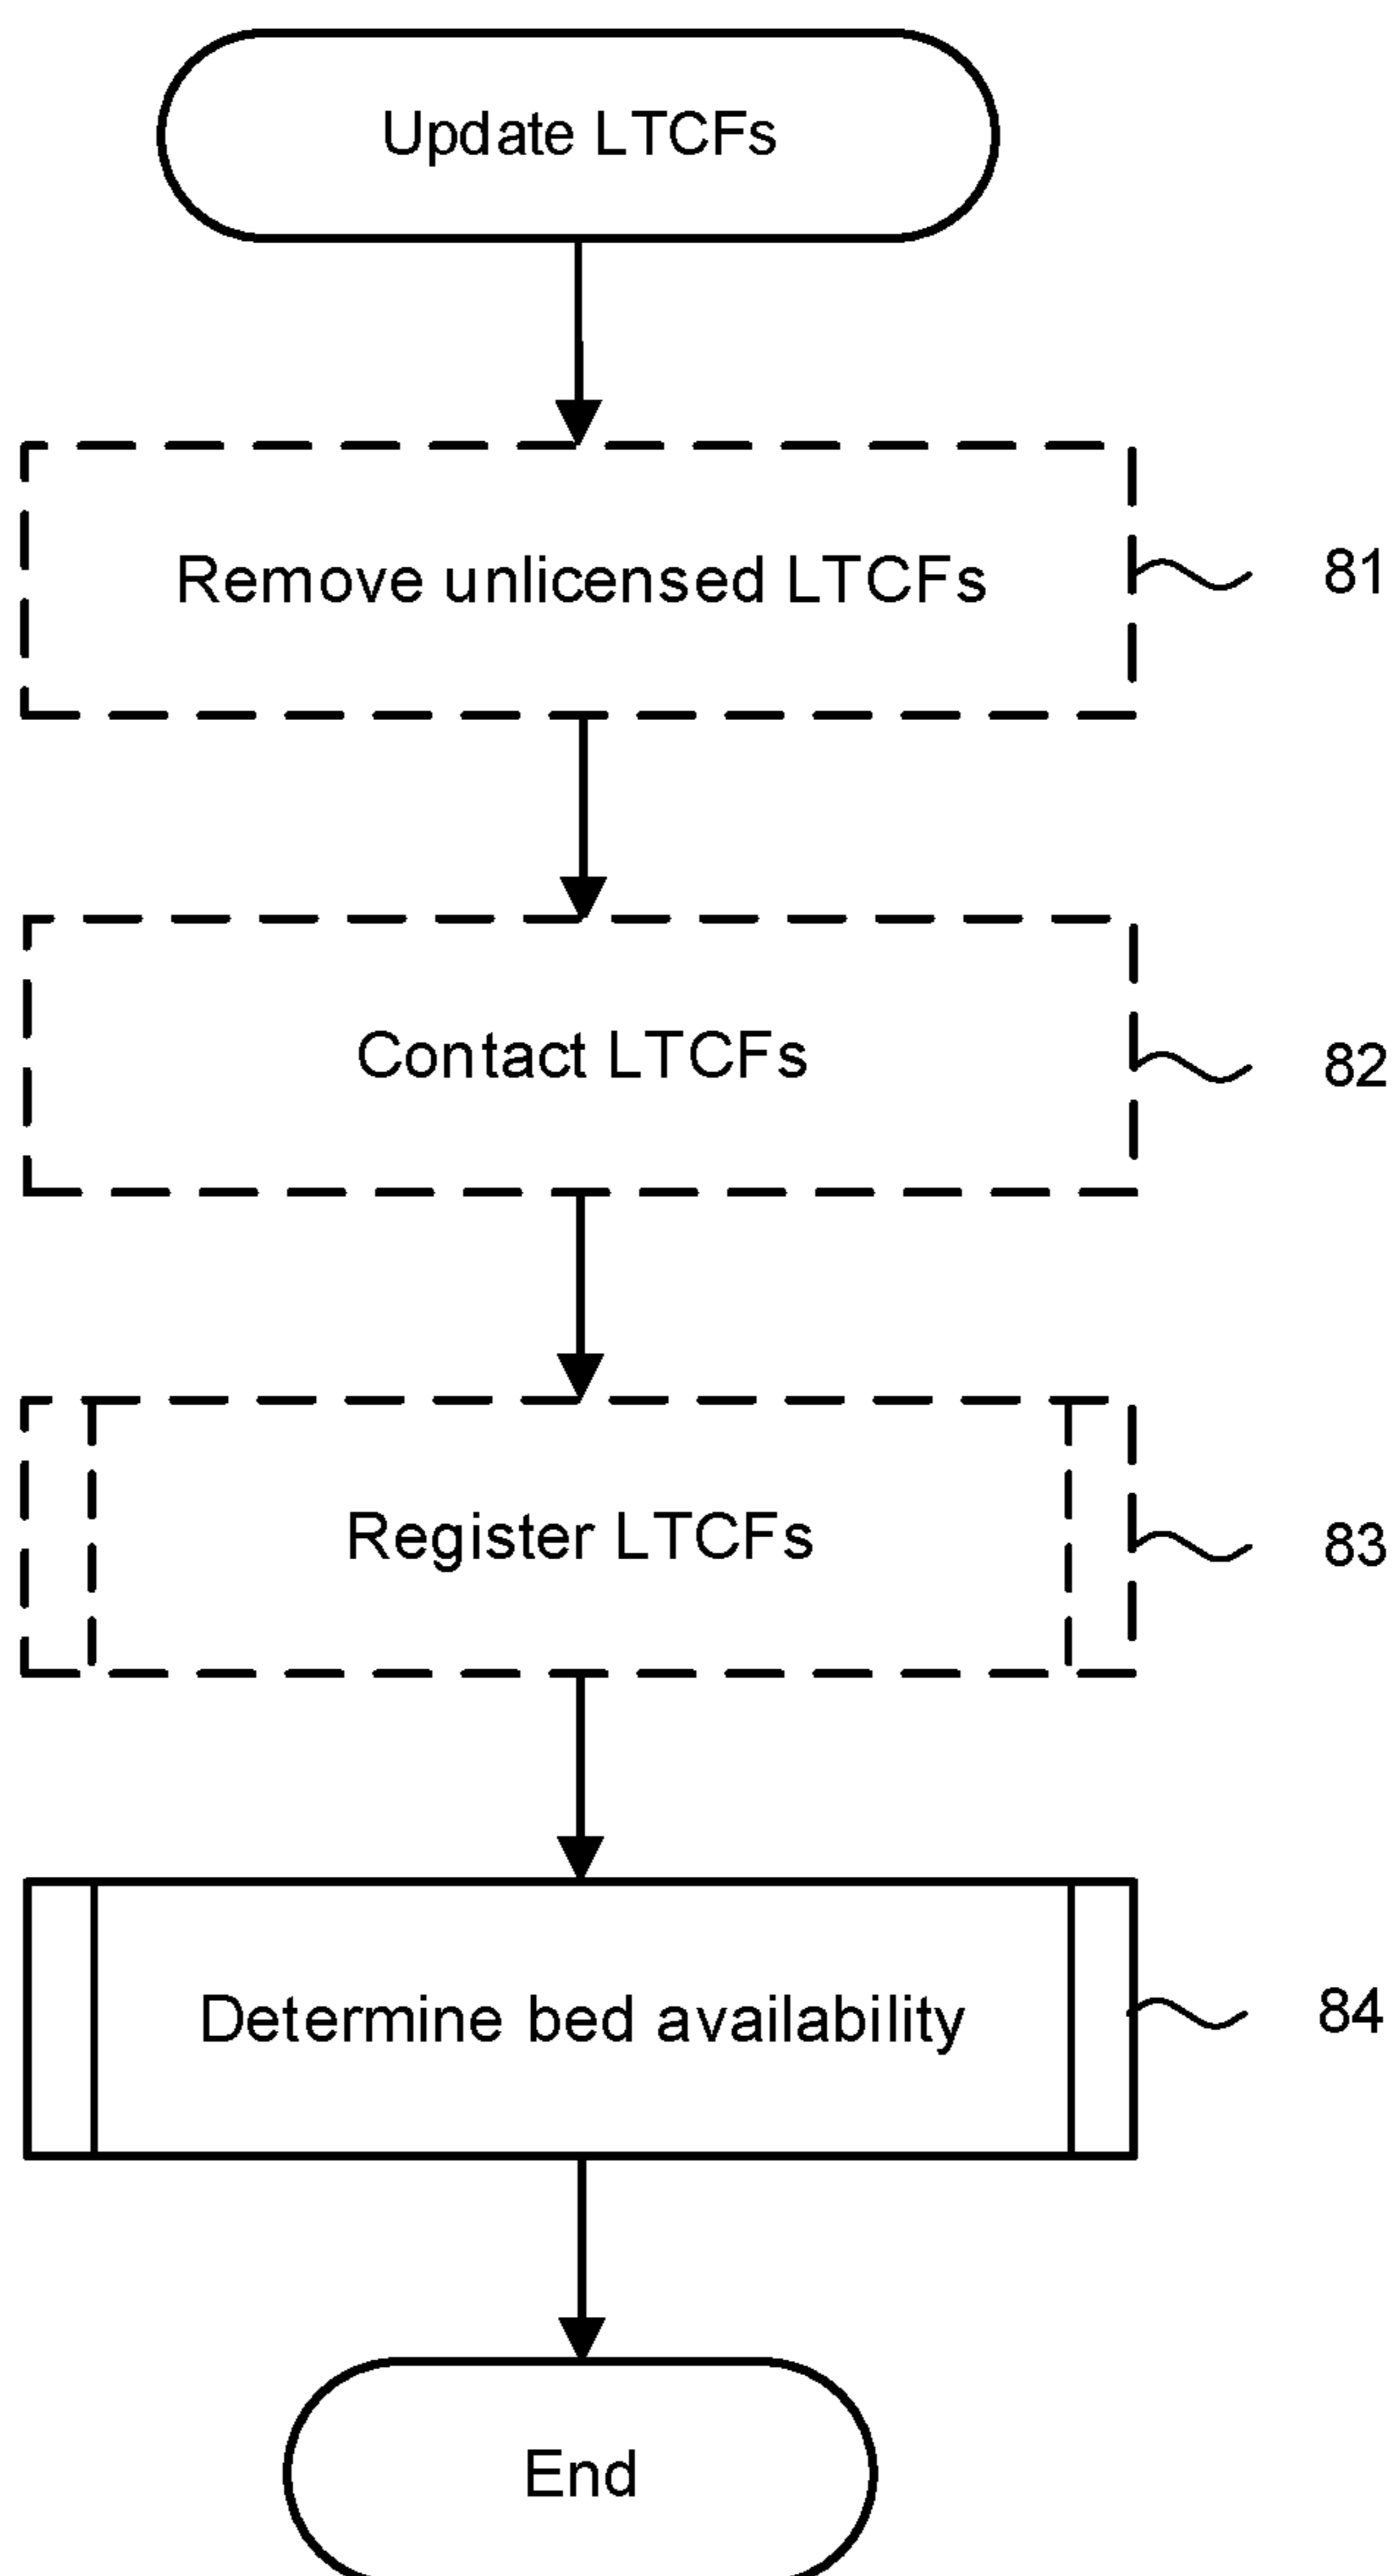 Update LTCFs
Remove unlicensed LTCFs
81
Contact LTCFs
82
Register LTCFs
83
Determine bed availability
84
End